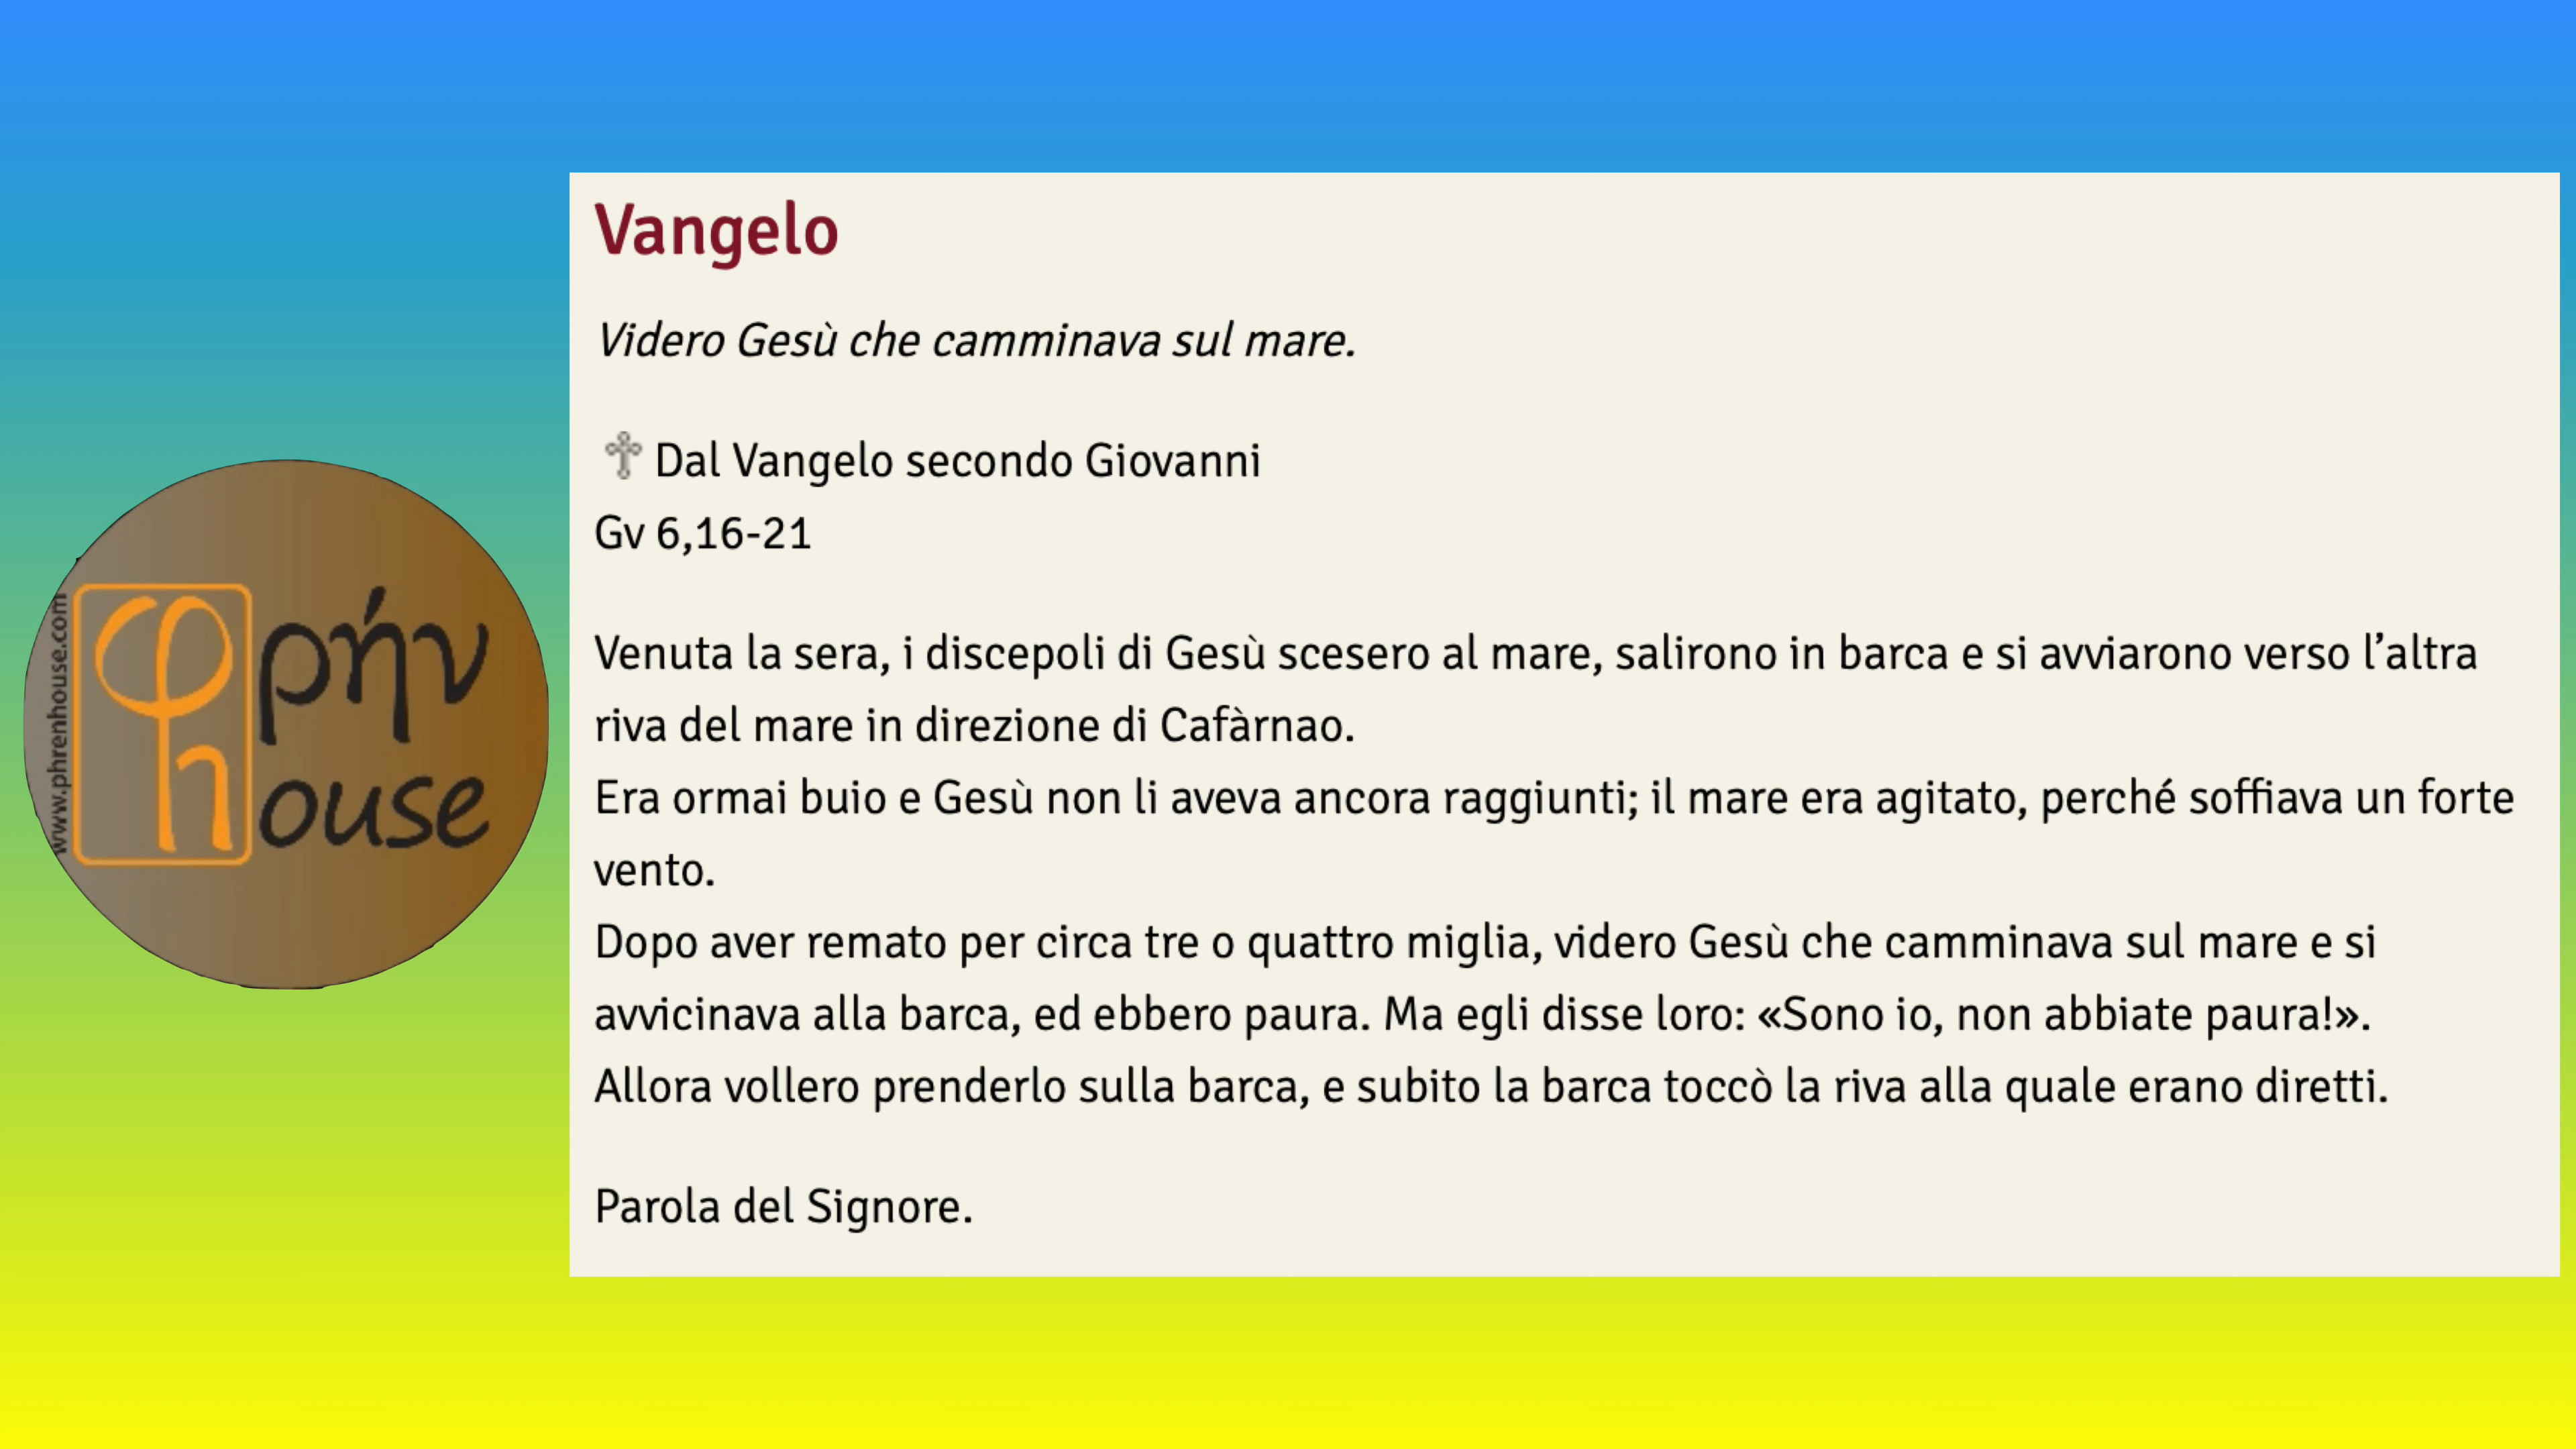 www.phrenhouse.com
φρήν
house
Vangelo
Videro Gesù che camminava sul mare.
Dal Vangelo secondo Giovanni
Gv 6,16-21
Venuta la sera, i discepoli di Gesù scesero al mare, salirono in barca e si avviarono verso l’altra
riva del mare in direzione di Cafàrnao.
Era ormai buio e Gesù non li aveva ancora raggiunti; il mare era agitato, perché soffiava un forte
vento.
Dopo aver remato per circa tre o quattro miglia, videro Gesù che camminava sul mare e si
avvicinava alla barca, ed ebbero paura. Ma egli disse loro: «Sono io, non abbiate paura!».
Allora vollero prenderlo sulla barca, e subito la barca toccò la riva alla quale erano diretti.
Parola del Signore.